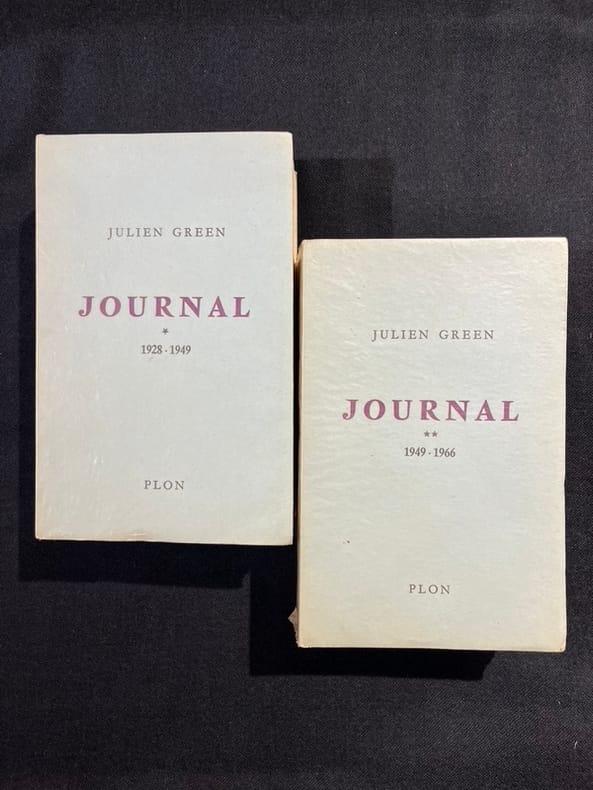 JULIEN GREEN
JOURNAL
*
1928 - 1949
PLON
JULIEN GREEN
JOURNAL
**
1949 - 1966
PLON